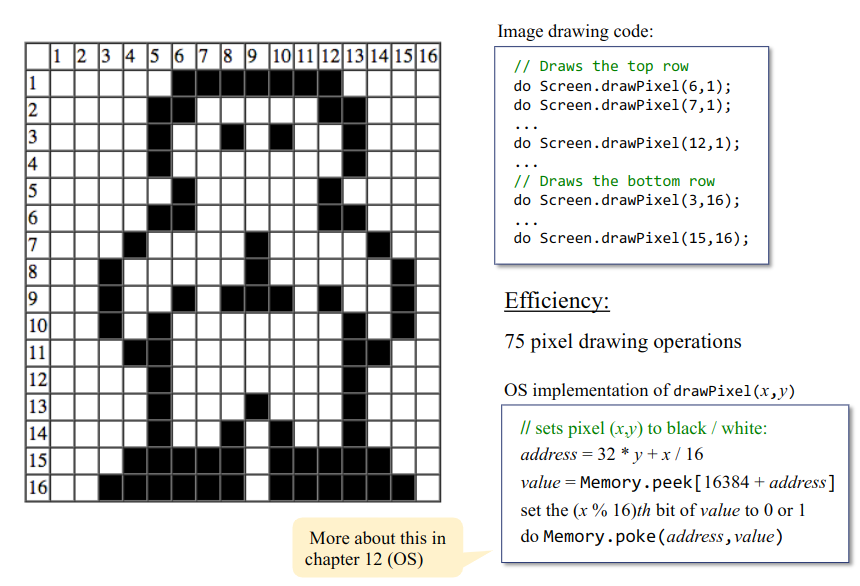 1 2 3 4 5 6 7 8 9 10 11 12 13 14 15 16
1
2
3
4
5
6
7
8
9
10
11
12
13
14
15
16
Image drawing code:
// Draws the top row
do Screen.drawPixel(6,1);
do Screen.drawPixel(7,1);
...
do Screen.drawPixel(12,1);
...
// Draws the bottom row
do Screen.drawPixel(3,16);
...
do Screen.drawPixel(15,16);
Efficiency:
75 pixel drawing operations
OS implementation of drawPixel(x,y)
// sets pixel (x,y) to black / white:
address = 32 * y + x / 16
value = Memory.peek[16384 + address]
set the (x % 16)th bit of value to 0 or 1
do Memory.poke(address,value)
More about this in
chapter 12 (OS)